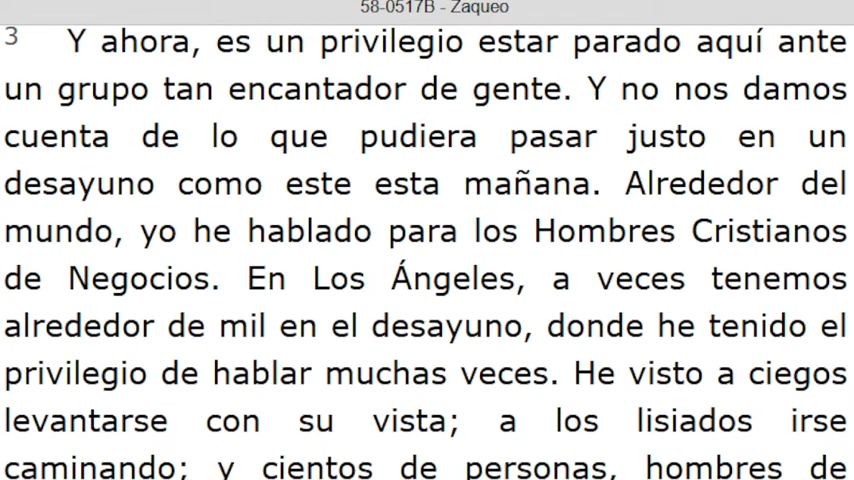 58-0517B - Zaqueo
3 Y ahora, es un privilegio estar parado aquí ante
un grupo tan encantador de gente. Y no nos damos
cuenta de lo que pudiera pasar justo en un
desayuno como este esta mañana. Alrededor del
mundo, yo he hablado para los Hombres Cristianos
de Negocios. En Los Ángeles, a veces tenemos
alrededor de mil en el desayuno, donde he tenido el
privilegio de hablar muchas veces. He visto a ciegos
levantarse con su vista; a los lisiados irse
caminando; y cientos de personas, hombres de